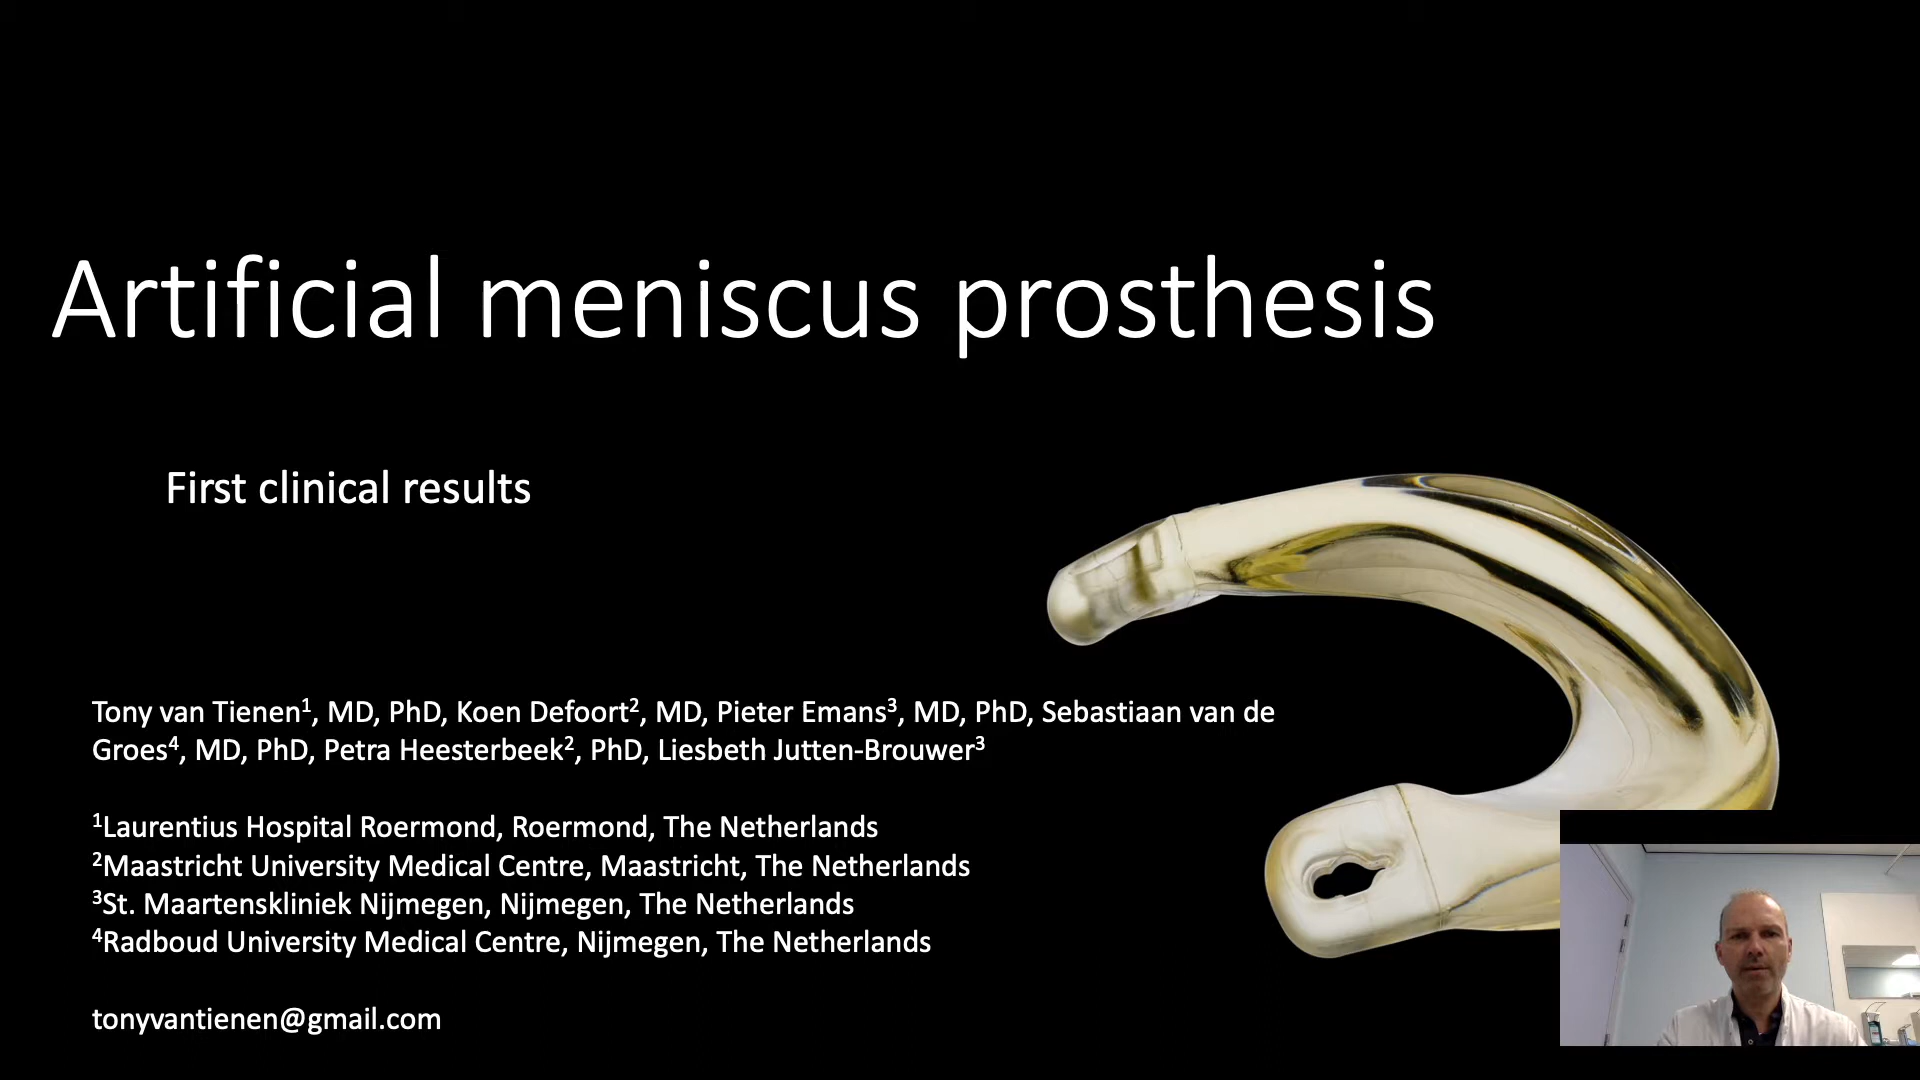 Artificial meniscus prosthesis
First clinical results
Tony van Tienen¹, MD, PhD, Koen Defoort², MD, Pieter Emans³, MD, PhD, Sebastiaan van de
Groes⁴, MD, PhD, Petra Heesterbeek², PhD, Liesbeth Jutten-Brouwer³
¹Laurentius Hospital Roermond, Roermond, The Netherlands
²Maastricht University Medical Centre, Maastricht, The Netherlands
³St. Maartenskliniek Nijmegen, Nijmegen, The Netherlands
⁴Radboud University Medical Centre, Nijmegen, The Netherlands
tonyvantienen@gmail.com